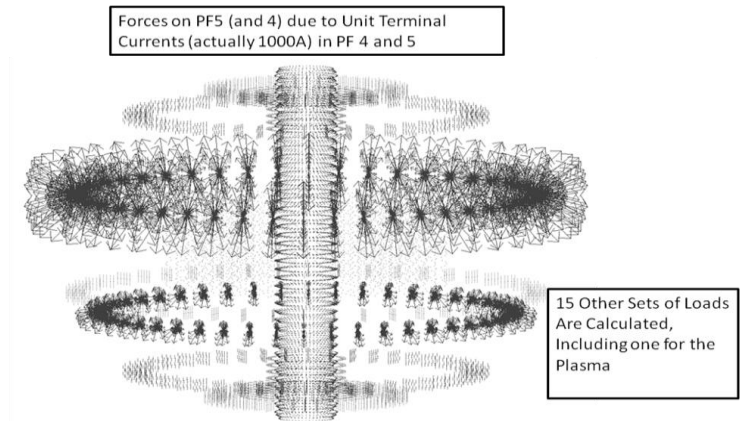 Forces on PF5 (and 4) due to Unit Terminal
Currents (actually 1000A) in PF 4 and 5
15 Other Sets of Loads
Are Calculated,
Including one for the
Plasma